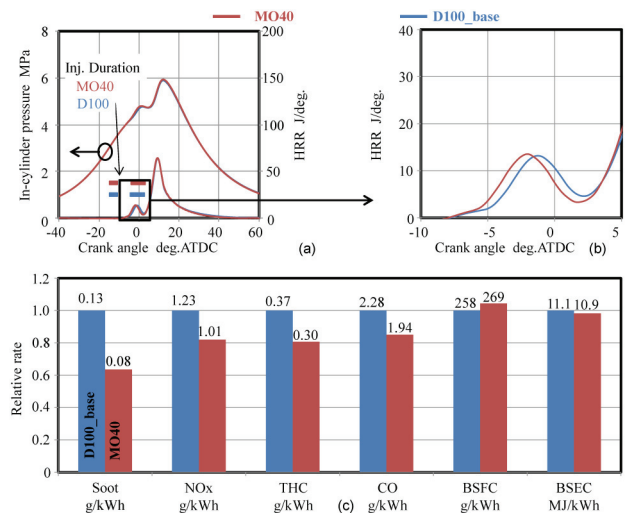 MO40
D100_base
In-cylinder pressure MPa
8
6
4
2
0
Inj. Duration
MO40
D100
200
150
100
50
0
HRR J/deg.
-40
-20
0
20
40
60
Crank angle deg.ATDC
(a)
HRR J/deg.
40
30
20
10
0
-10
-5
0
5
Crank angle deg.ATDC
(b)
Relative rate
1.2
1.0
0.8
0.6
0.4
0.2
0
0.13
0.08
1.23
1.01
0.37
0.30
2.28
1.94
258
269
11.1
10.9
D100_base
MO40
Soot
g/kWh
NOx
g/kWh
THC
g/kWh
(c)
CO
g/kWh
BSFC
g/kWh
BSEC
MJ/kWh